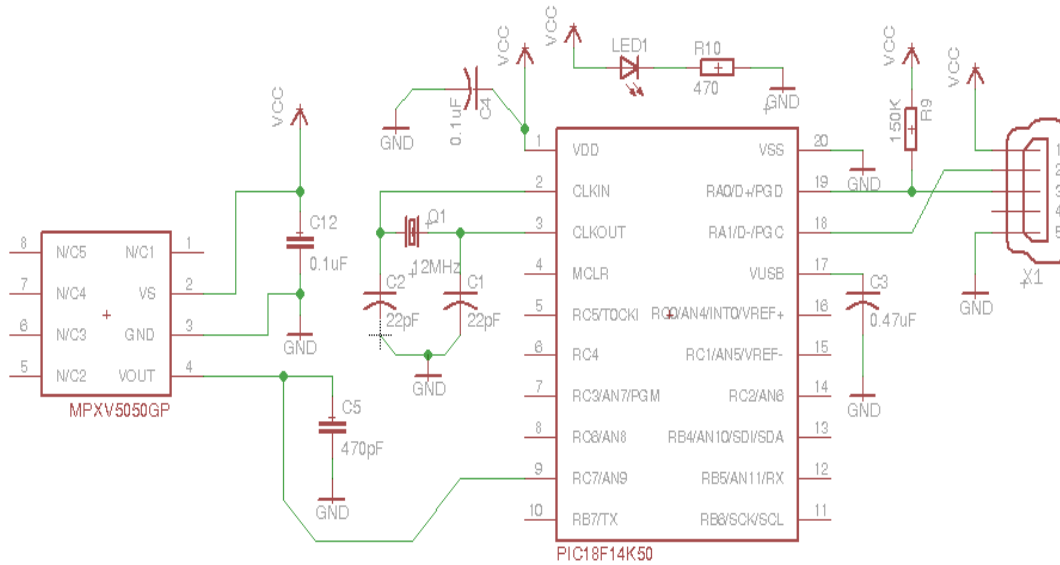 VCC
LED1
R10
470
GND
VCC
0.1uF
C4
GND
VCC
150K
R9
VCC
VCC
C12
0.1uF
GND
8 N/C5 N/C1 1
7 N/C4 VS 2
6 N/C3 GND 3
5 N/C2 VOUT 4
MPXV5050GP
C5
470pF
GND
Q1
12MHz
C2
22pF
C1
22pF
GND
1 VDD VSS 20
2 CLKIN RA0/D+/PGD 19
3 CLKOUT RA1/D-/PGC 18
4 MCLR VUSB 17
5 RC5/T0CKI RC0/AN4/INT0/VREF+ 16
6 RC4 RC1/AN5/VREF- 15
7 RC3/AN7/PGM RC2/AN6 14
8 RC6/AN8 RB4/AN10/SDI/SDA 13
9 RC7/AN9 RB5/AN11/RX 12
10 RB7/TX RB6/SCK/SCL 11
PIC18F14K50
GND
C3
0.47uF
GND
1
2
3
4
5
X1
GND